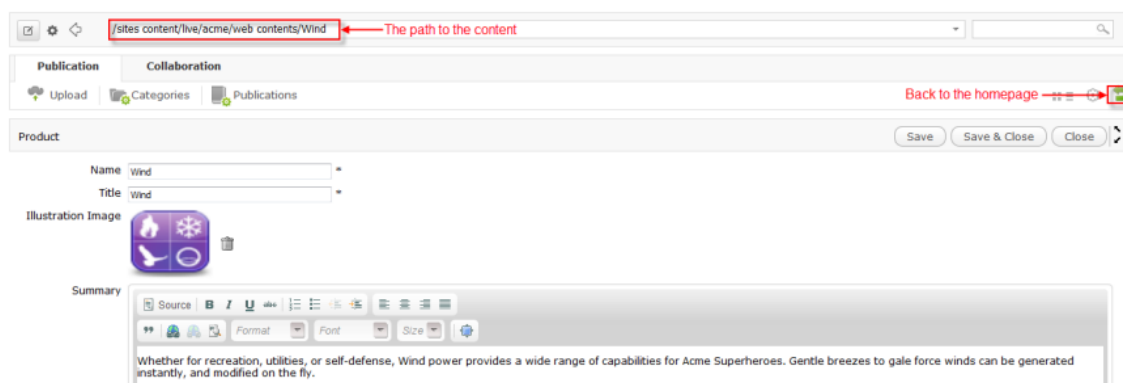 /sites content/live/acme/web contents/Wind The path to the content
Publication Collaboration
Upload Categories Publications Back to the homepage
Product Save Save & Close Close
Name Wind *
Title Wind *
Illustration Image
Summary
Source B I U abc
Format Font Size
Whether for recreation, utilities, or self-defense, Wind power provides a wide range of capabilities for Acme Superheroes. Gentle breezes to gale force winds can be generated
instantly, and modified on the fly.